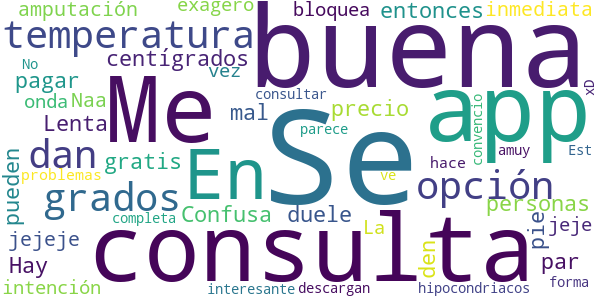 amputación exagero bloquea entonces inmediata
temperatura buena
centígrados
No vez consultar xD
pagar
onda Naa Me app
Lenta mal precio convencio
parece amuy Est
dan gratis En Se hace
problemas ve opción
pueden grados personas
completa Confusa duele pie
jejeje La den jeje
Hay consulta par
intención interesante descargan hipocondriacos forma